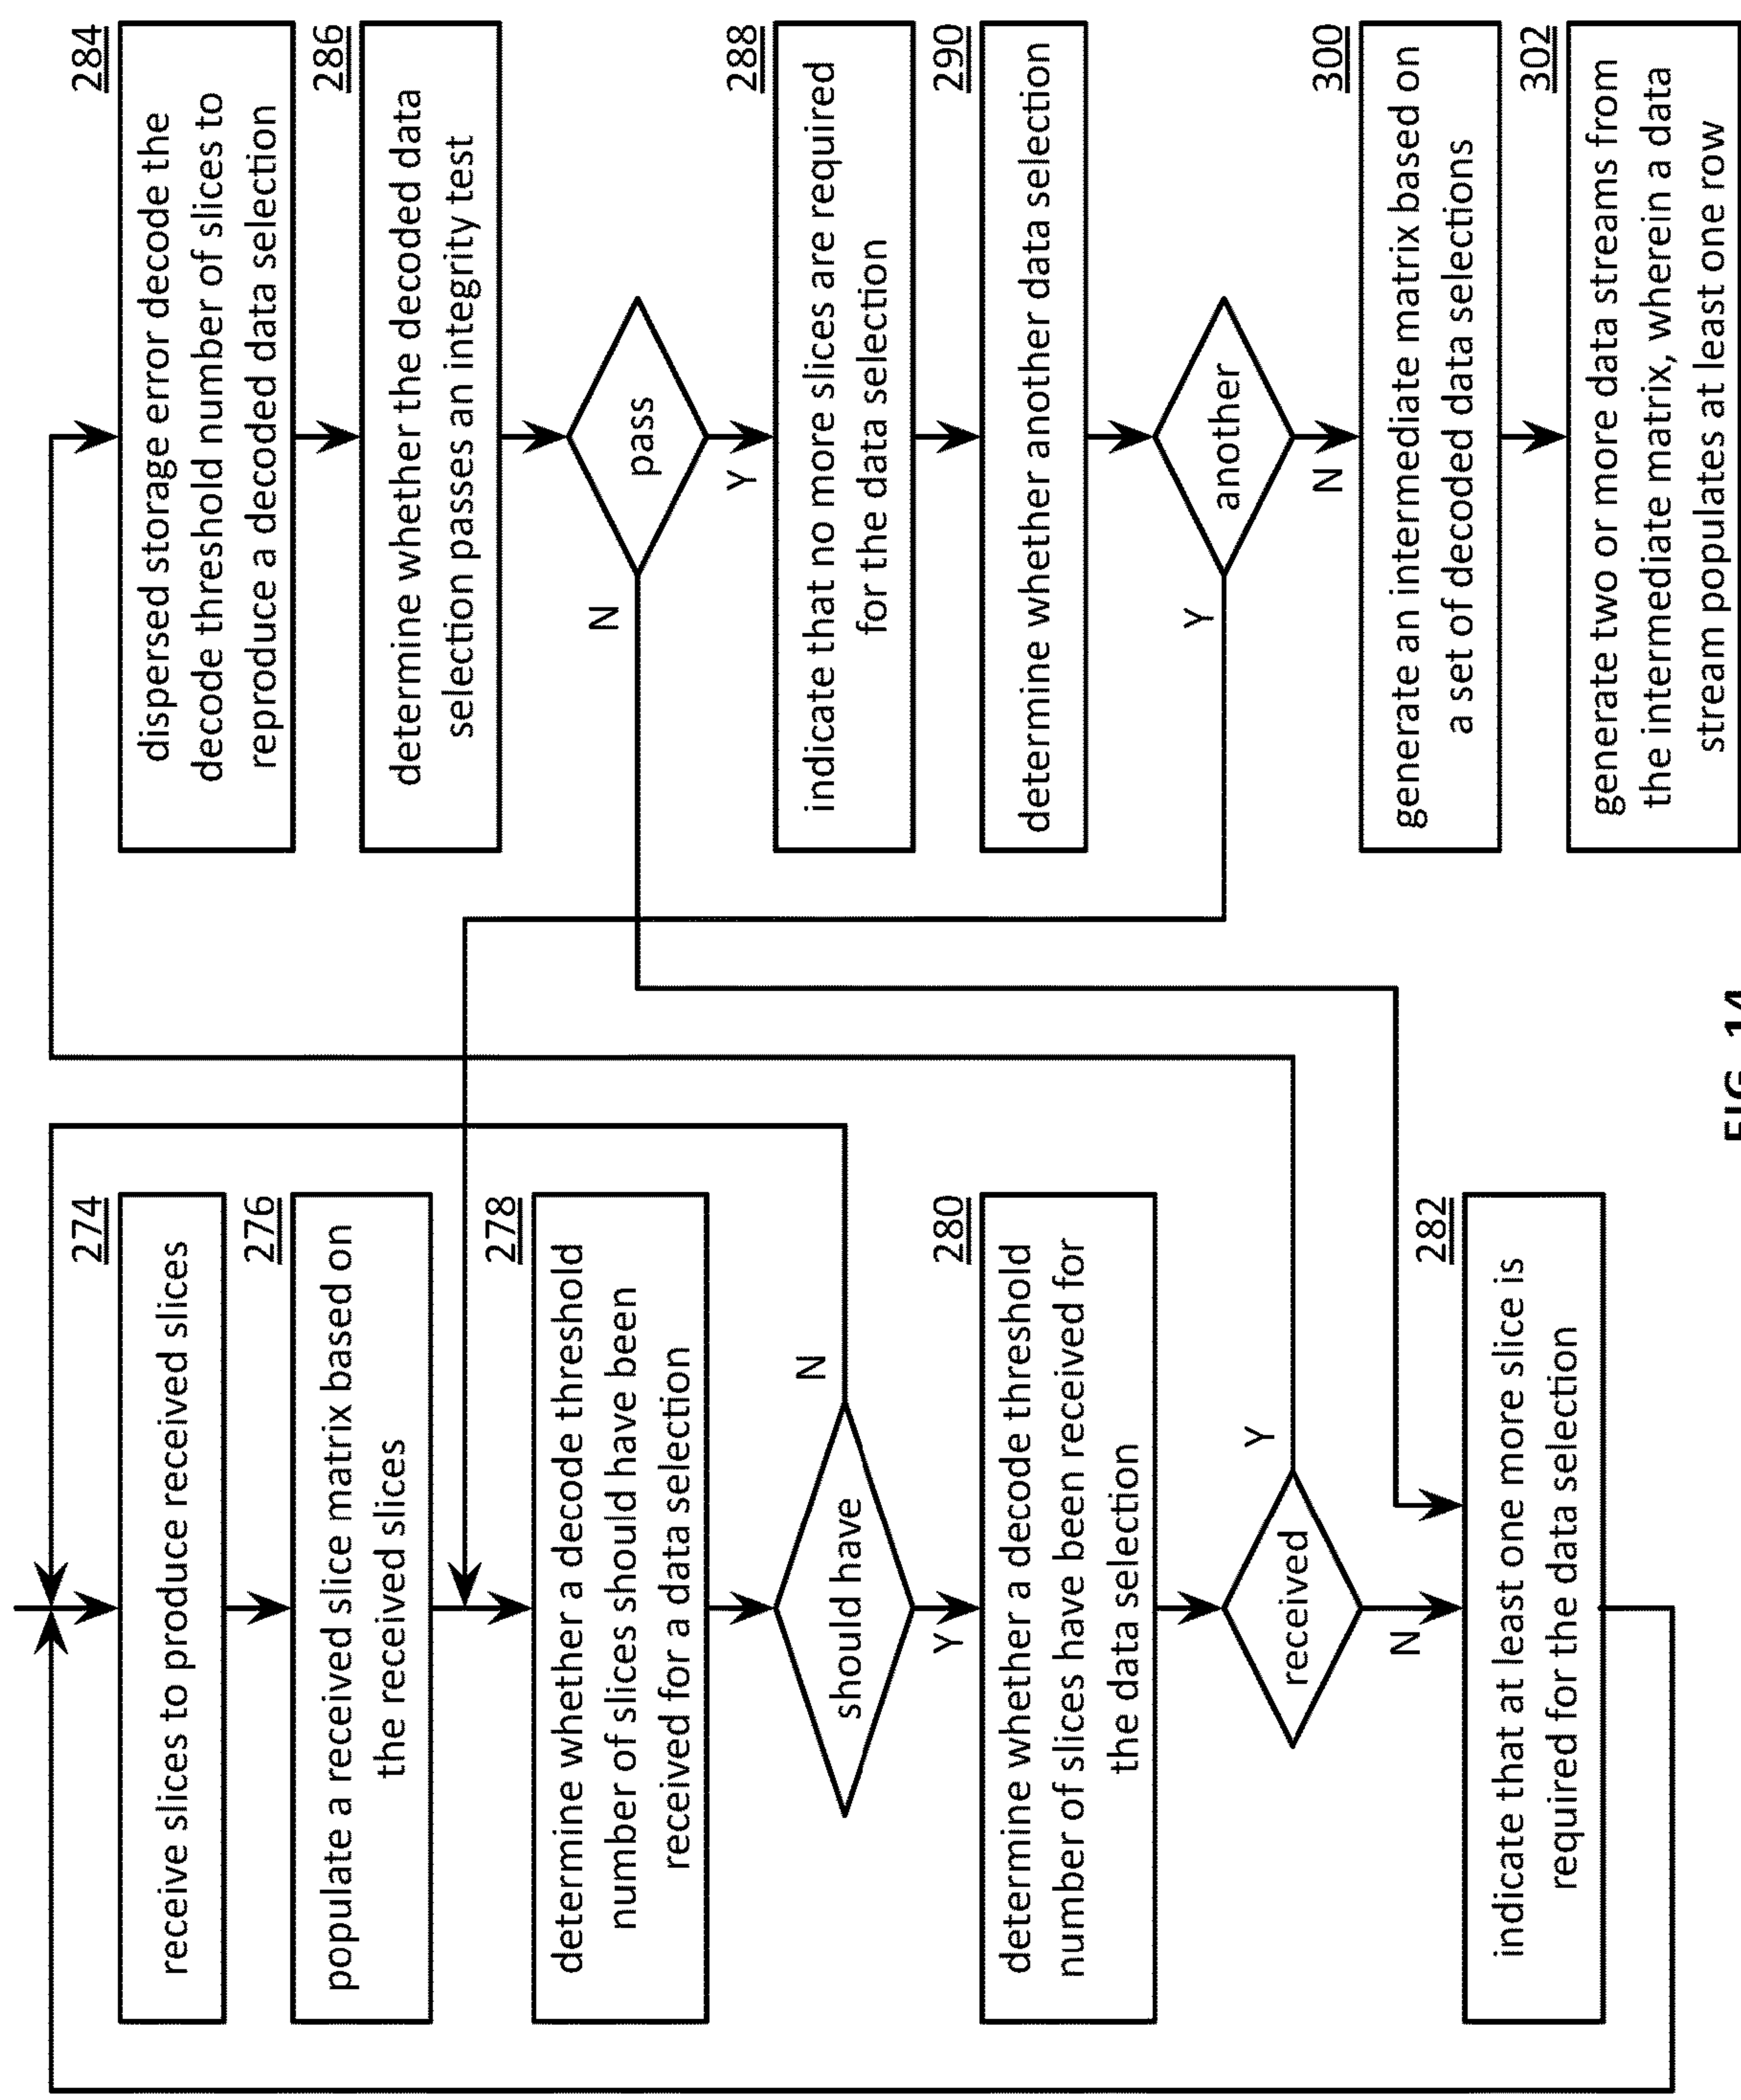 274
receive slices to produce received slices
276
populate a received slice matrix based on
the received slices
278
determine whether a decode threshold
number of slices should have been
received for a data selection
should have
N
Y
280
determine whether a decode threshold
number of slices have been received for
the data selection
received
Y
N
282
indicate that at least one more slice is
required for the data selection
284
dispersed storage error decode the
decode threshold number of slices to
reproduce a decoded data selection
286
determine whether the decoded data
selection passes an integrity test
pass
N
Y
288
indicate that no more slices are required
for the data selection
290
determine whether another data selection
another
Y
N
300
generate an intermediate matrix based on
a set of decoded data selections
302
generate two or more data streams from
the intermediate matrix, wherein a data
stream populates at least one row
FIG. 14